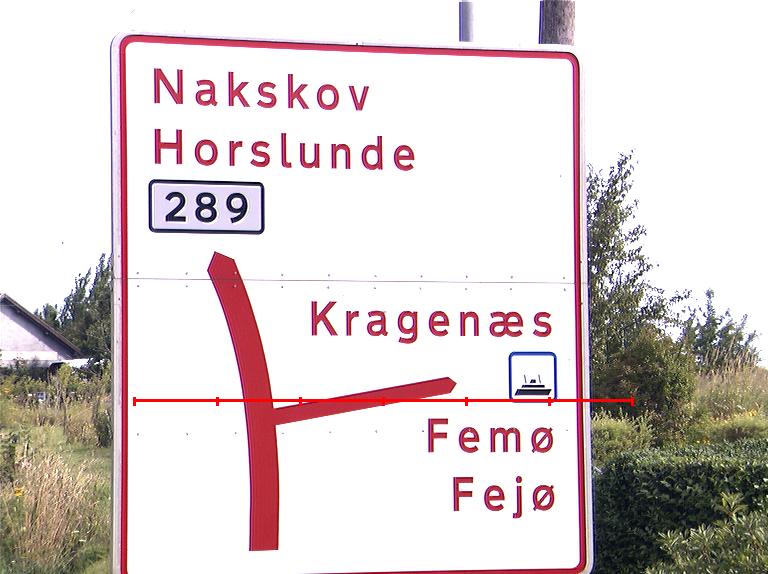 Nakskov
Horslunde
289
Kragenæs
Femø
Fejø